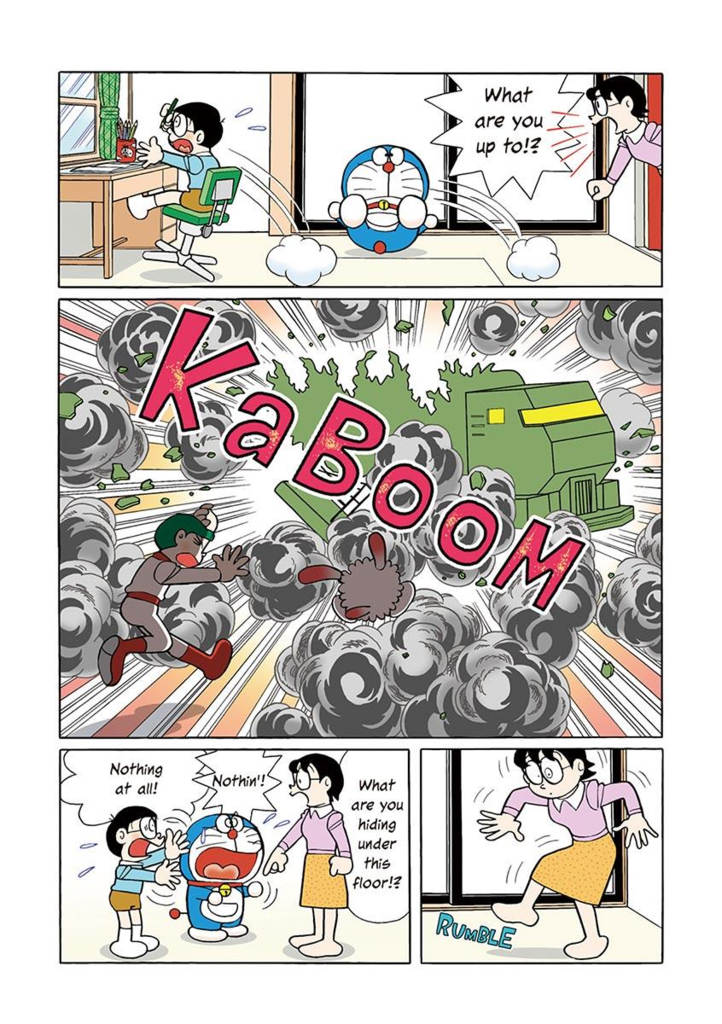 What
are you
up to!?
KaBOOM
Nothing
at all!
Nothin'!
What
are you
hiding
under
this
floor!?
RUMBLE